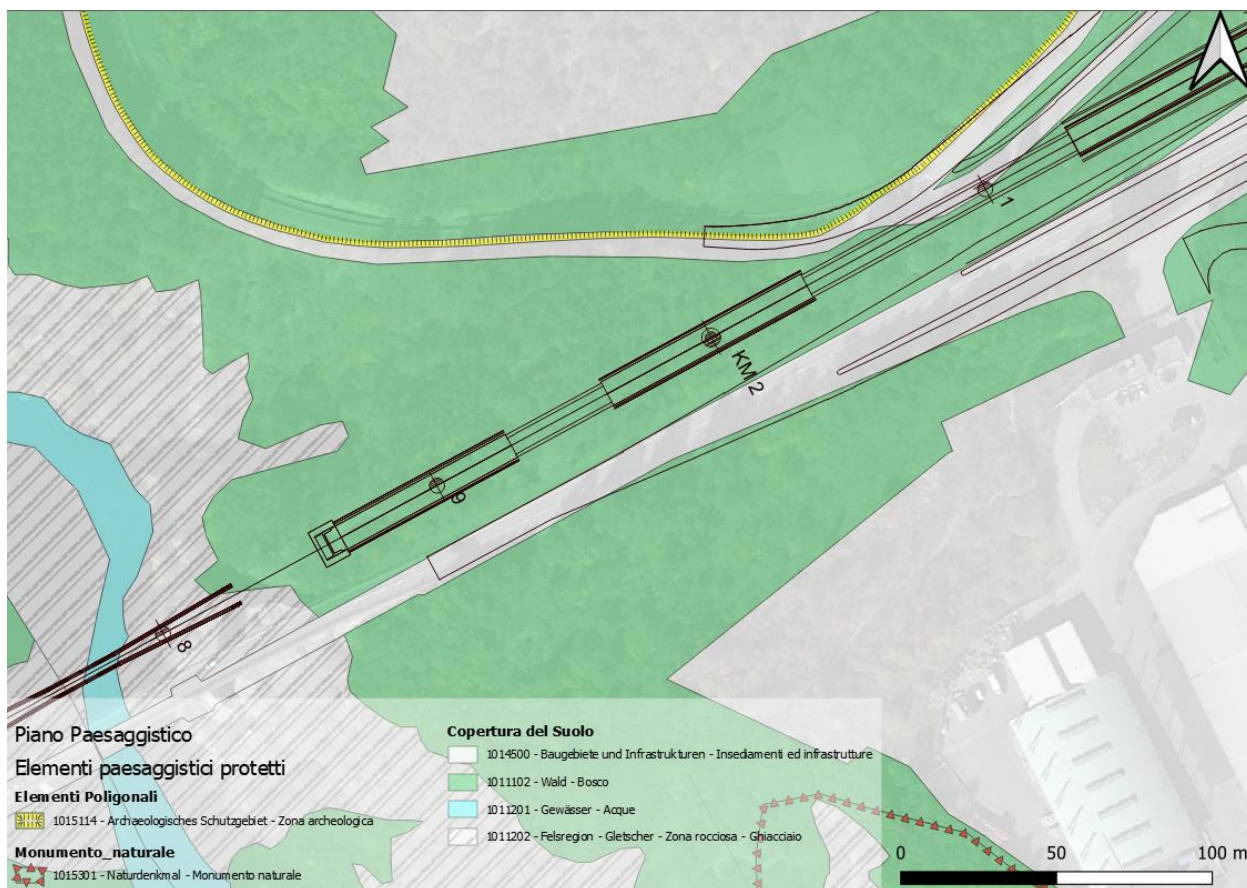 1
KM 2
9
8
Piano Paesaggistico
Elementi paesaggistici protetti
Elementi Poligonali
1015114 - Archæologisches Schutzgebiet - Zona archeologica
Monumento_naturale
1015301 - Naturdenkmal - Monumento naturale
Copertura del Suolo
1014500 - Baugebiete und Infrastrukturen - Insediamenti ed infrastrutture
1011102 - Wald - Bosco
1011201 - Gewässer - Acque
1011202 - Felsregion - Gletscher - Zona rocciosa - Ghiacciaio
0 50 100 m